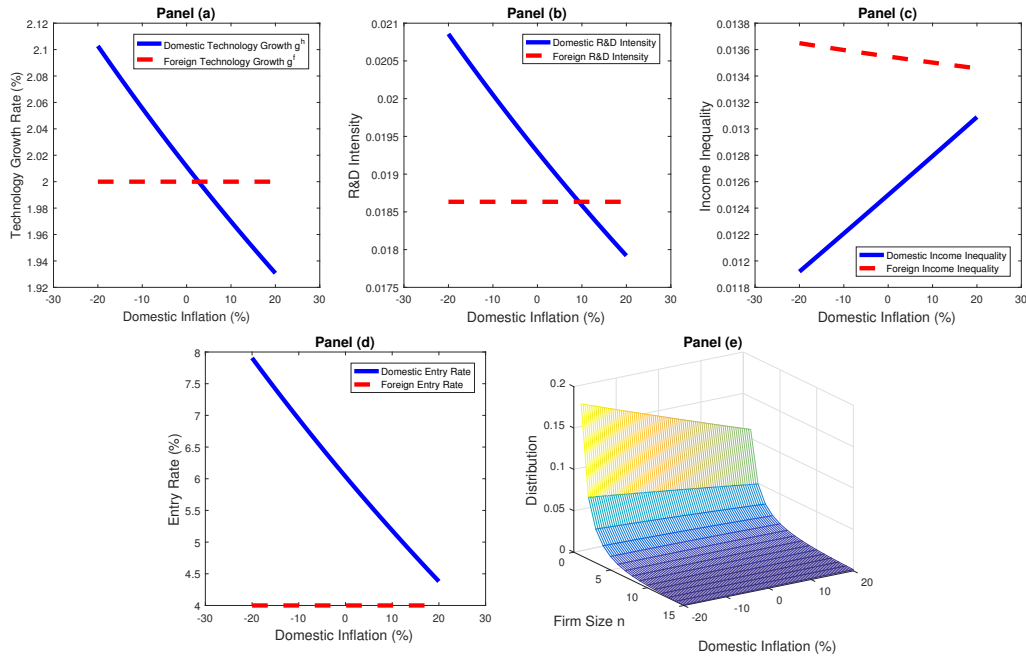 Panel (a)
2.12
2.1
2.08
2.06
2.04
2.02
2
1.98
1.96
1.94
1.92
Technology Growth Rate (%)
Domestic Technology Growth g^h
Foreign Technology Growth g^f
-30 -20 -10 0 10 20 30
Domestic Inflation (%)
Panel (b)
0.021
0.0205
0.02
0.0195
0.019
0.0185
0.018
0.0175
R&D Intensity
Domestic R&D Intensity
Foreign R&D Intensity
-30 -20 -10 0 10 20 30
Domestic Inflation (%)
Panel (c)
0.0138
0.0136
0.0134
0.0132
0.013
0.0128
0.0126
0.0124
0.0122
0.012
0.0118
Income Inequality
Domestic Income Inequality
Foreign Income Inequality
-30 -20 -10 0 10 20 30
Domestic Inflation (%)
Panel (d)
8
7.5
7
6.5
6
5.5
5
4.5
4
Entry Rate (%)
Domestic Entry Rate
Foreign Entry Rate
-30 -20 -10 0 10 20 30
Domestic Inflation (%)
Panel (e)
0.2
0.15
0.1
0.05
0
Distribution
0
5
10
15
Firm Size n
-20
-10
0
10
20
Domestic Inflation (%)